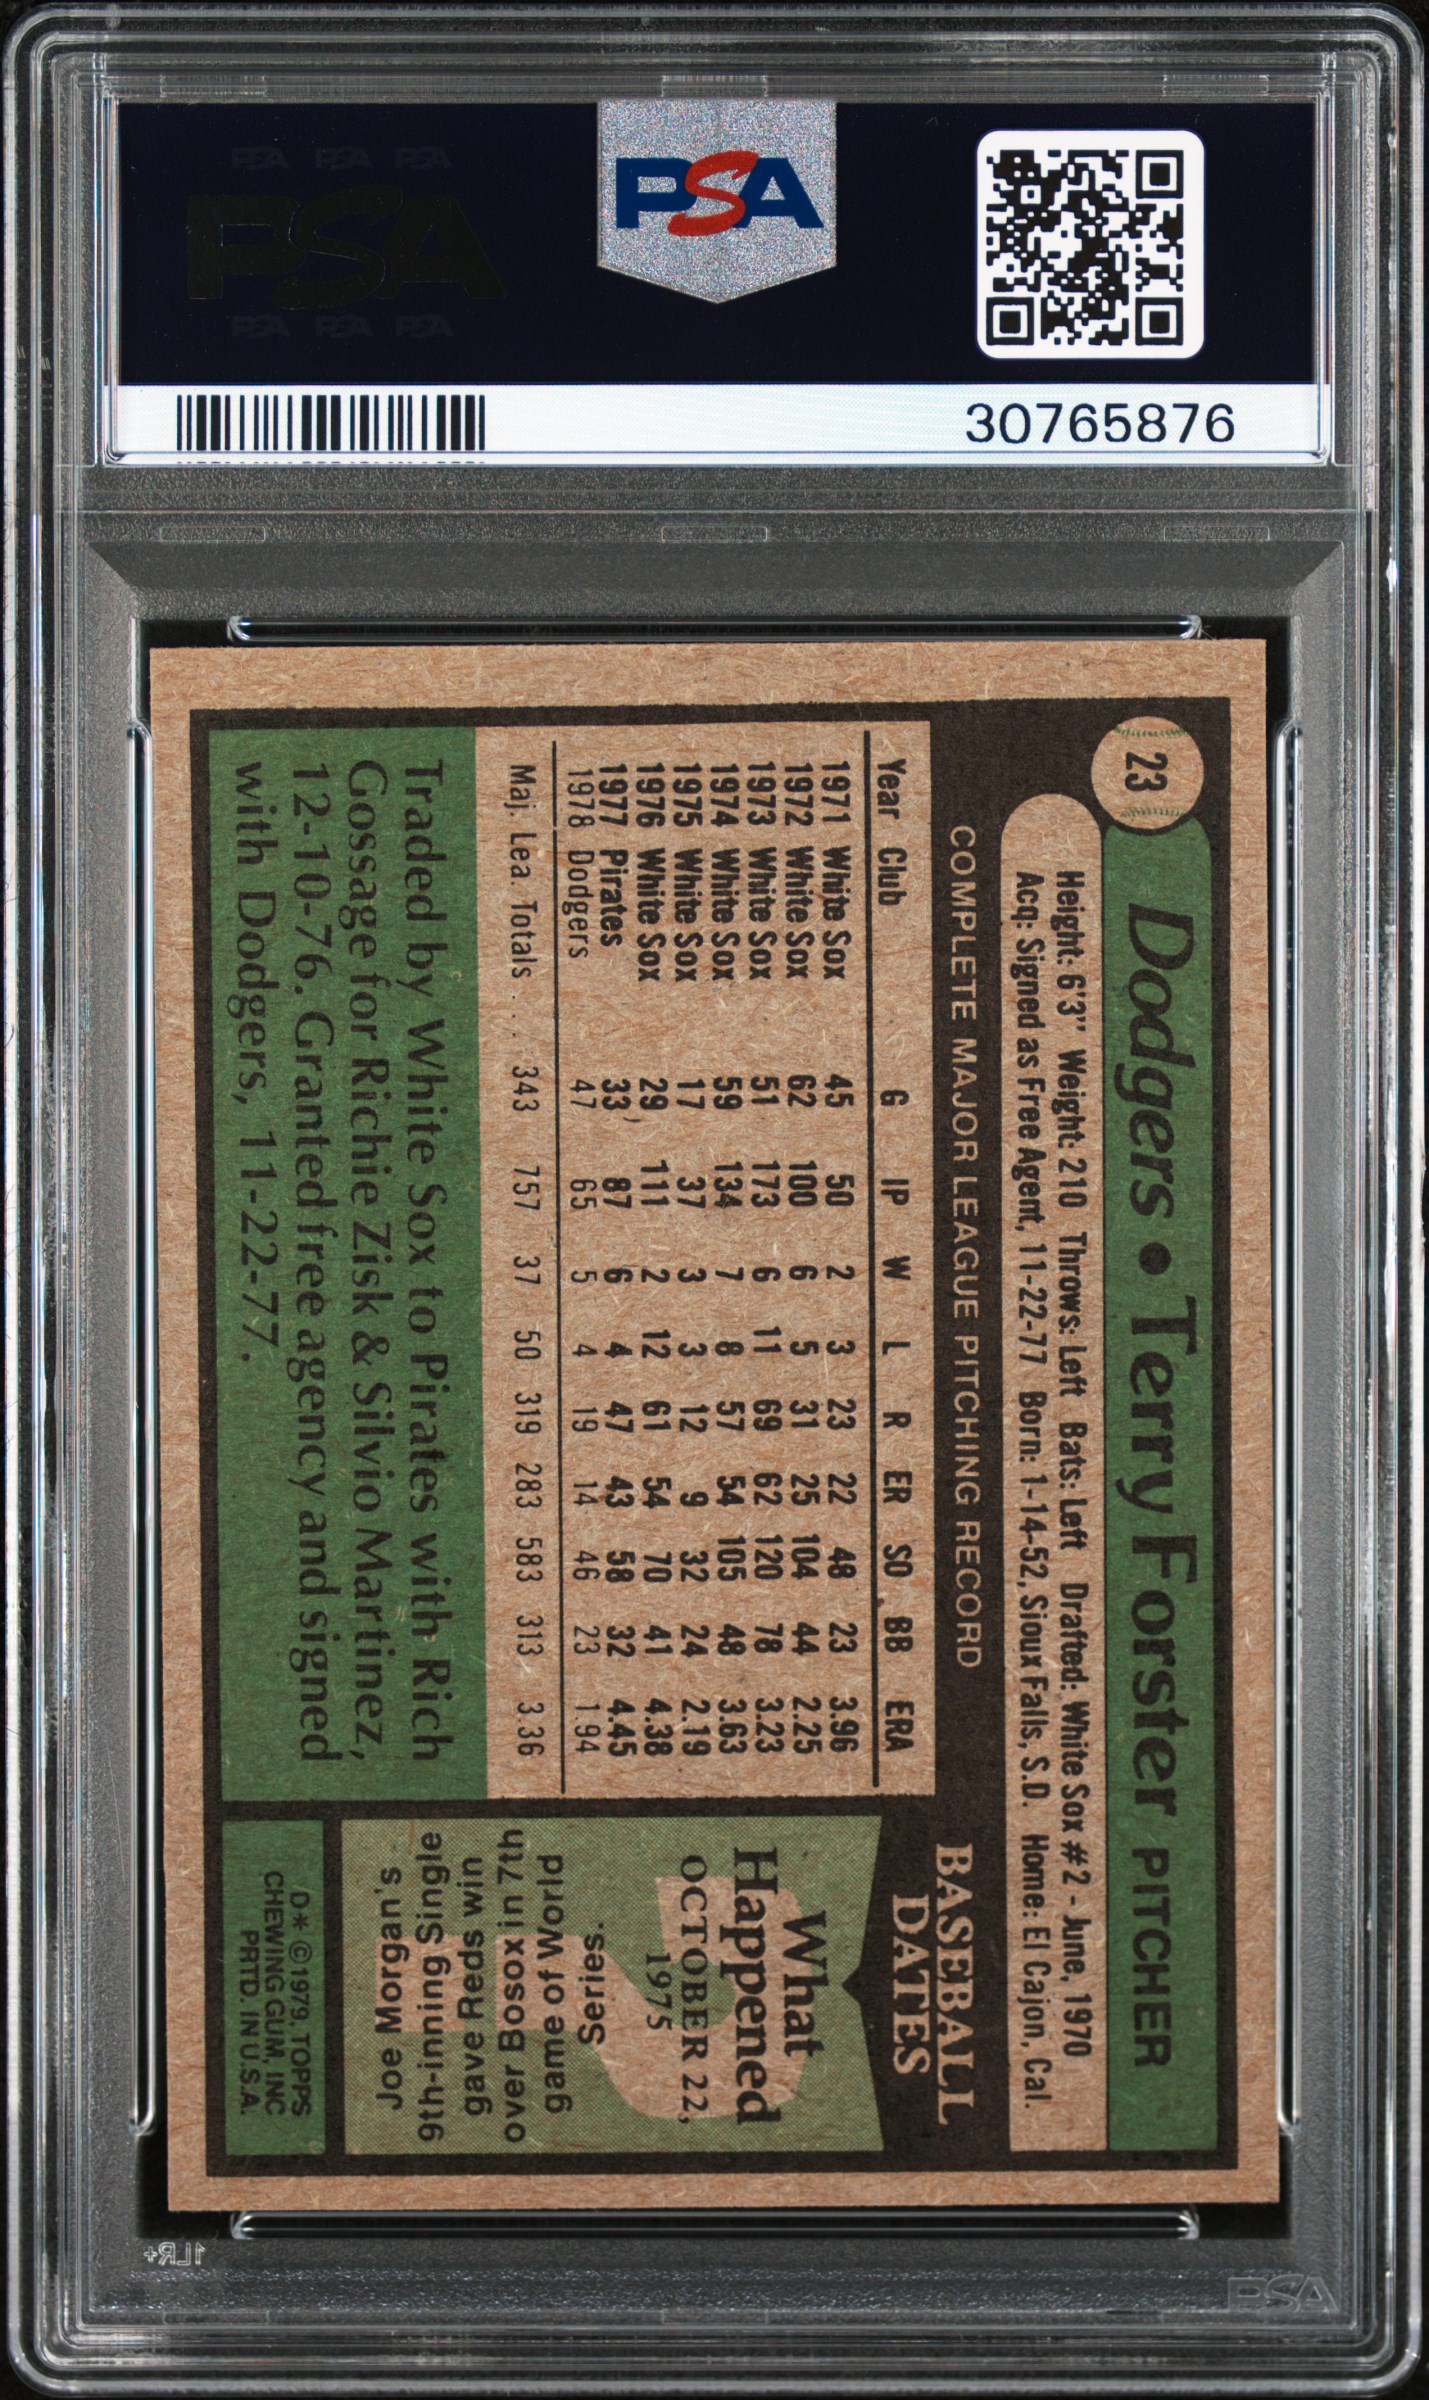 PSA PSA PSA
PSA
PSA PSA PSA
PSA
30765876
23
Dodgers • Terry Forster PITCHER
Height: 6'3" Weight: 210 Throws: Left Bats: Left Drafted: White Sox #2 - June, 1970
Acq: Signed as Free Agent, 11-22-77 Born: 1-14-52, Sioux Falls, S.D. Home: El Cajon, Cal.
COMPLETE MAJOR LEAGUE PITCHING RECORD
Year Club G IP W L R ER SO BB ERA
1971 White Sox 45 50 2 3 23 22 48 23 3.96
1972 White Sox 62 100 6 5 31 25 104 44 2.25
1973 White Sox 51 173 6 11 69 62 120 78 3.23
1974 White Sox 59 134 7 8 57 54 105 48 3.63
1975 White Sox 17 37 3 3 12 9 32 24 2.19
1976 White Sox 29 111 2 12 61 54 70 41 4.38
1977 Pirates 33 87 6 4 47 43 58 32 4.45
1978 Dodgers 47 65 5 4 19 14 46 23 1.94
Maj. Lea. Totals . . 343 757 37 50 319 283 583 313 3.36
Traded by White Sox to Pirates with Rich
Gossage for Richie Zisk & Silvio Martinez,
12-10-76. Granted free agency and signed
with Dodgers, 11-22-77.
BASEBALL
DATES
What
Happened
OCTOBER 22,
1975
Series.
game of World
over Bosox in 7th
gave Reds win
9th-inning Single
Joe Morgan's
D* ©1979. TOPPS
CHEWING GUM, INC
PRTD. IN U.S.A.
1LR+
PSA